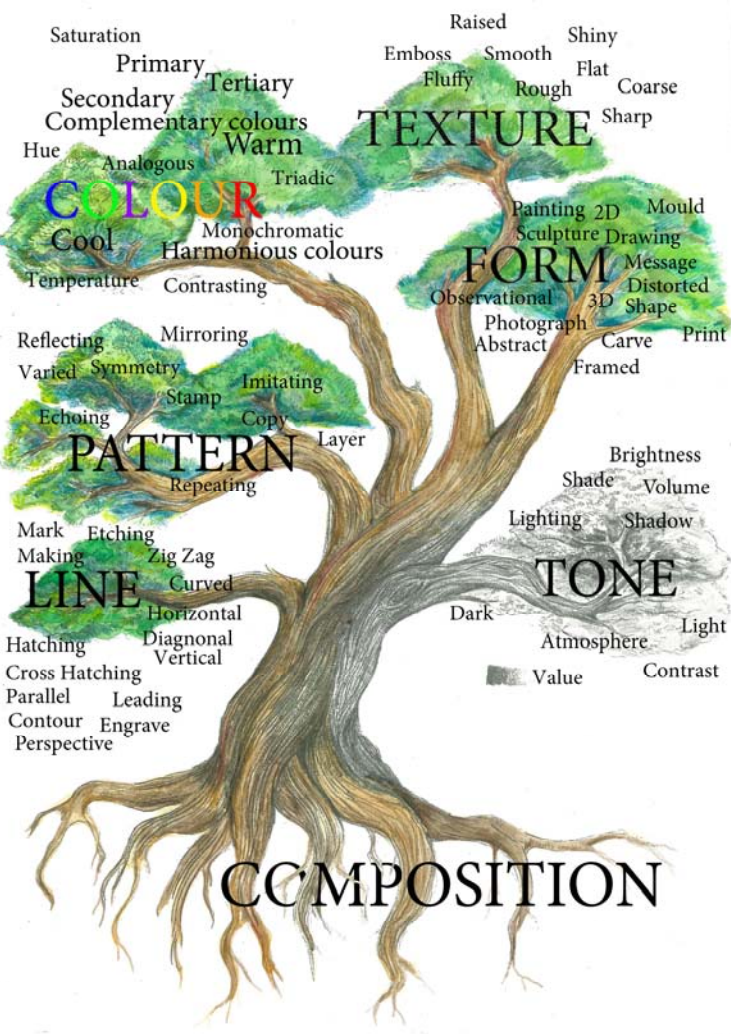 Saturation
Primary
Tertiary
Secondary
Complementary colours
Warm
Hue
Analogous
Triadic
COLOUR
Cool
Monochromatic
Harmonious colours
Temperature
Contrasting
Raised
Shiny
Emboss
Smooth
Flat
Fluffy
Rough
Coarse
TEXTURE
Sharp
Painting
2D
Mould
Sculpture
Drawing
FORM
Message
Distorted
Observational
3D
Shape
Photograph
Print
Abstract
Carve
Framed
Reflecting
Mirroring
Varied
Symmetry
Imitating
Stamp
Echoing
Copy
PATTERN
Layer
Repeating
Mark
Making
Etching
Zig Zag
LINE
Curved
Horizontal
Diagnonal
Vertical
Hatching
Cross Hatching
Parallel
Leading
Contour
Engrave
Perspective
Brightness
Shade
Volume
Lighting
Shadow
TONE
Dark
Light
Atmosphere
Contrast
Value
COMPOSITION